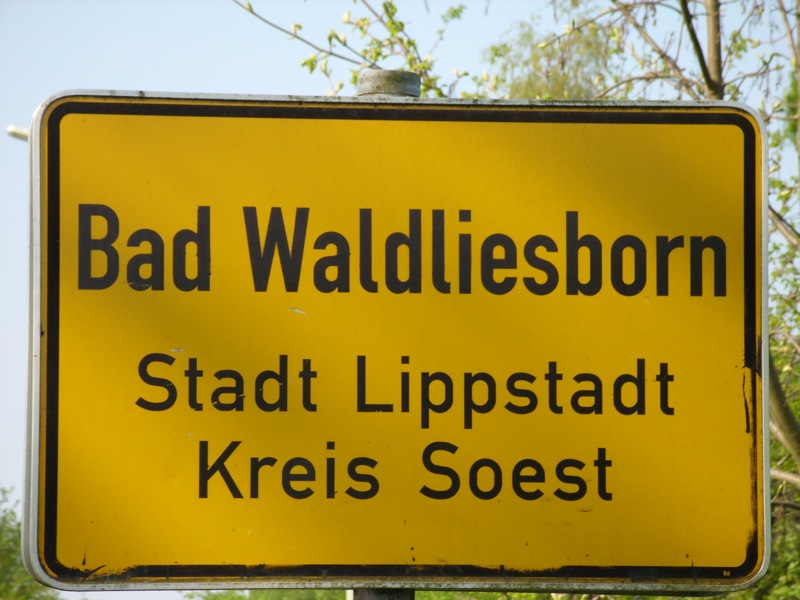 Bad Waldliesborn
Stadt Lippstadt
Kreis Soest